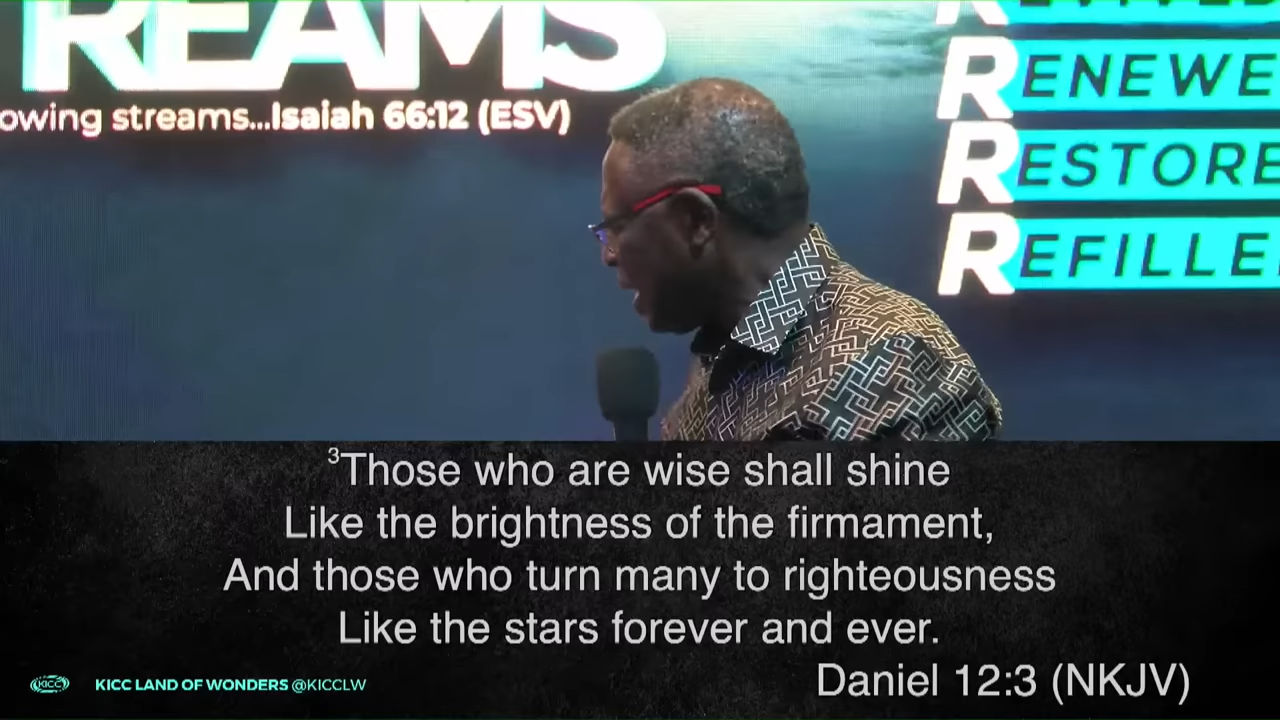 REAMS
owing streams...Isaiah 66:12 (ESV)
RENEWE
RESTORE
REFILLE
³Those who are wise shall shine
Like the brightness of the firmament,
And those who turn many to righteousness
Like the stars forever and ever.
Daniel 12:3 (NKJV)
KICC
KICC LAND OF WONDERS @KICCLW